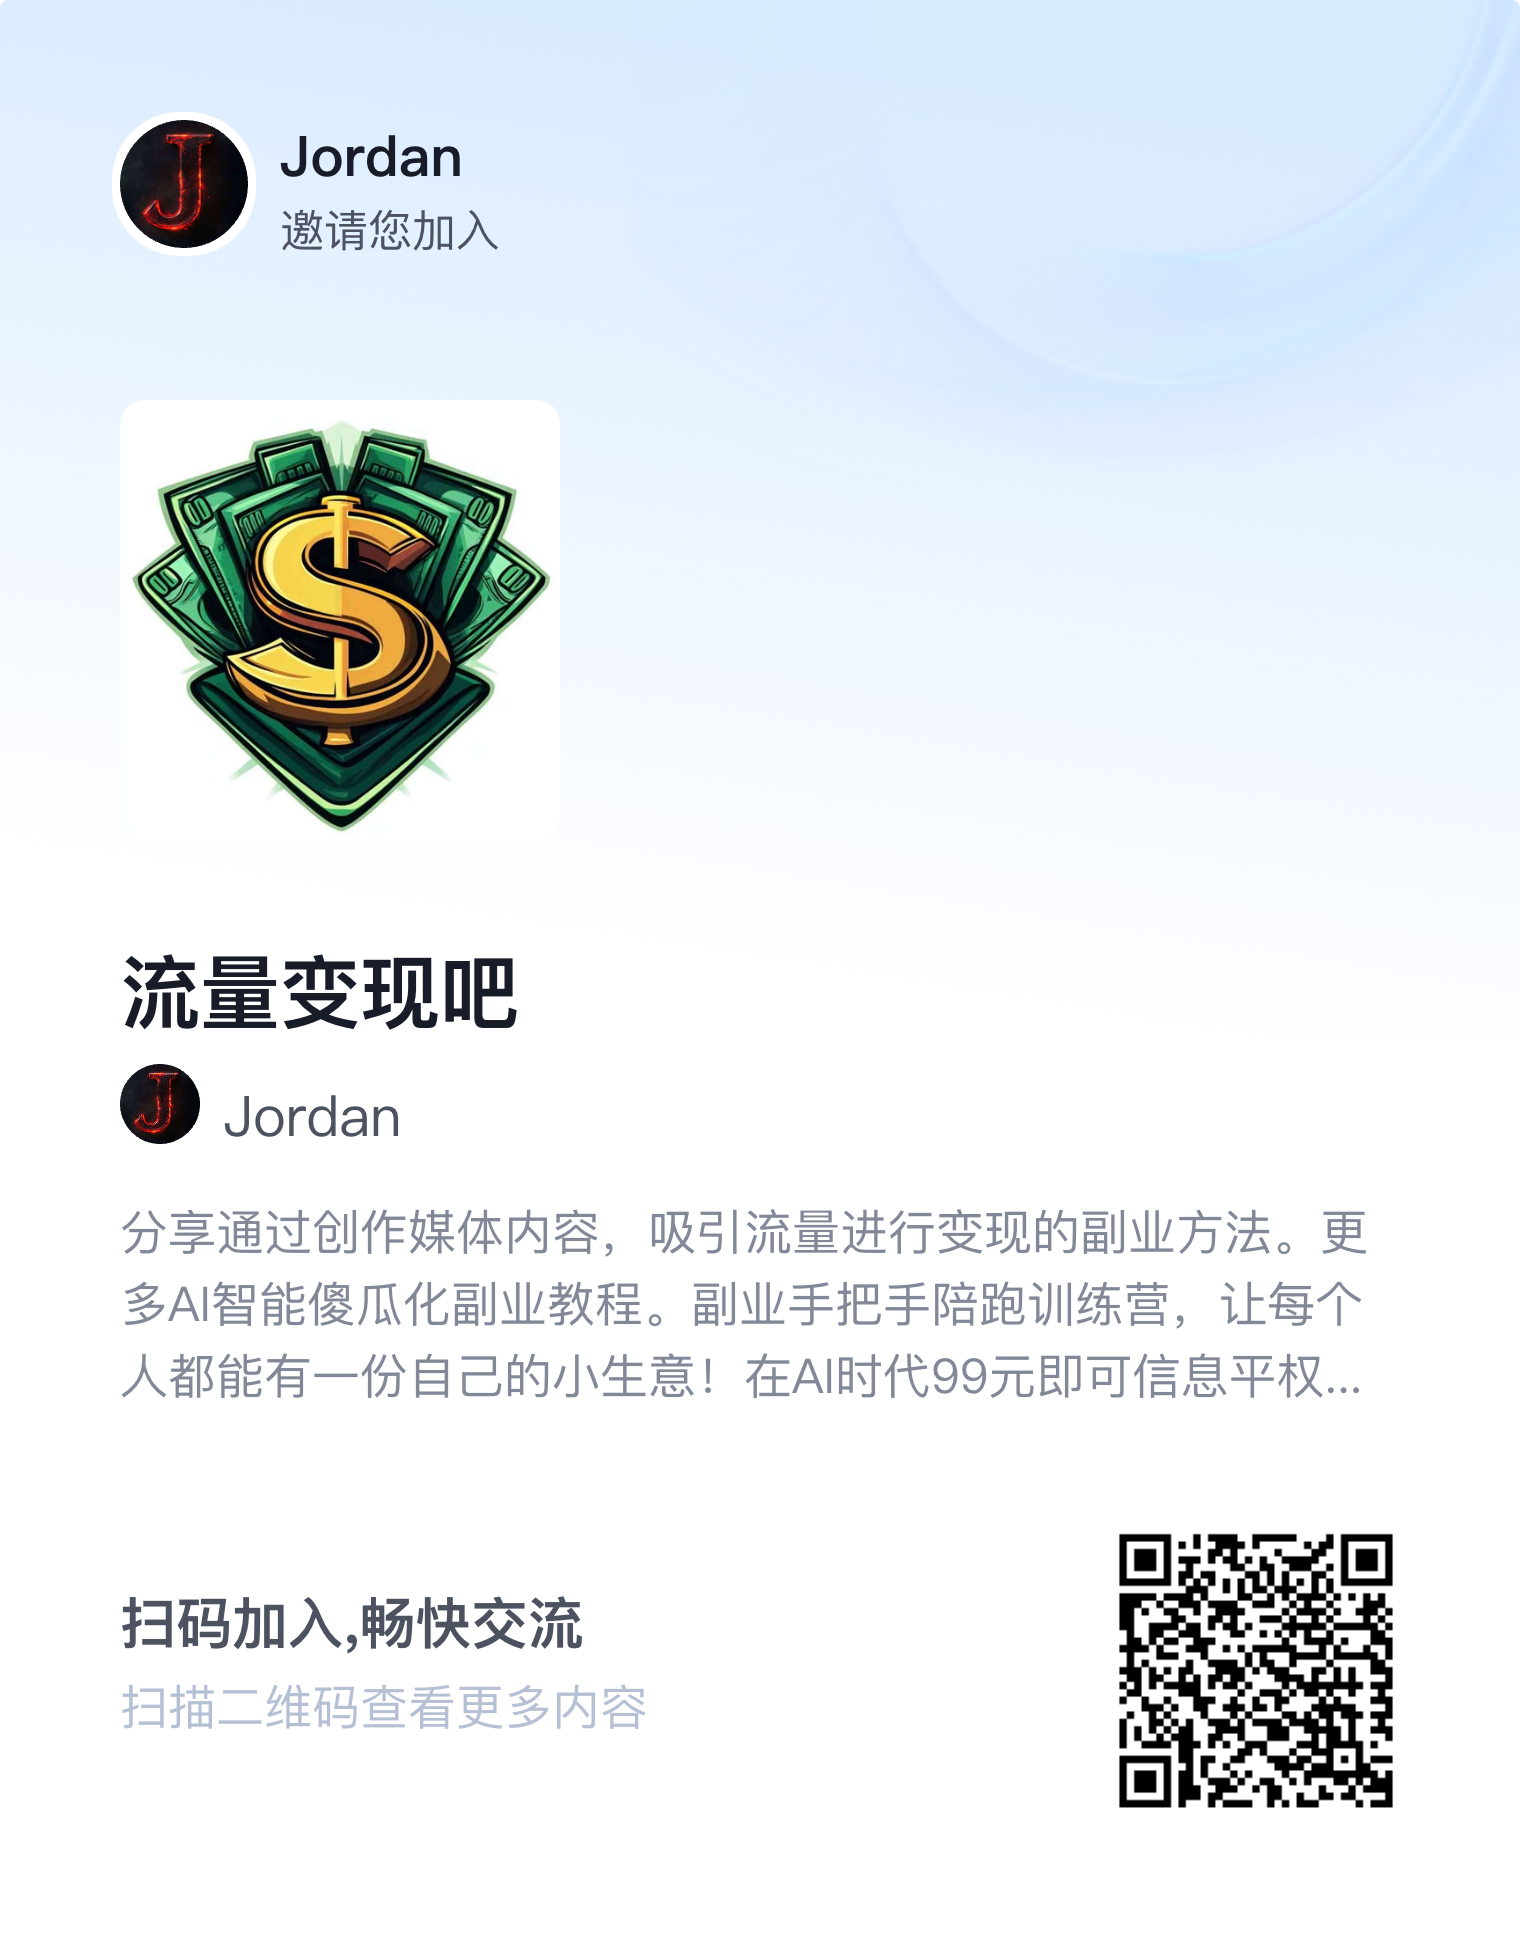 Jordan
邀请您加入
流量变现吧
Jordan
分享通过创作媒体内容，吸引流量进行变现的副业方法。更
多AI智能傻瓜化副业教程。副业手把手陪跑训练营，让每个
人都能有一份自己的小生意！在AI时代99元即可信息平权...
扫码加入,畅快交流
扫描二维码查看更多内容